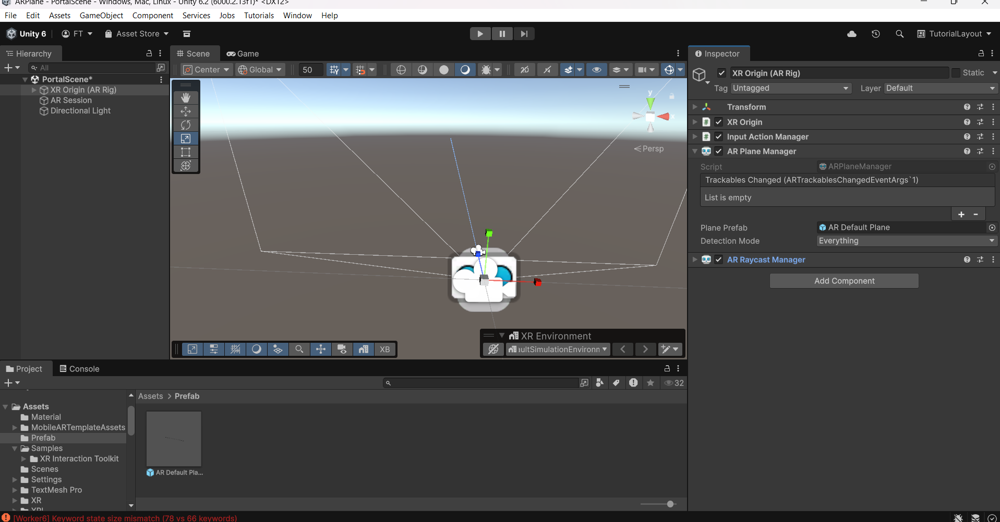 ARPlane - PortalScene - Windows, Mac, Linux - Unity 6.2 (6000.2.13f1)* <DX12>
File Edit Assets GameObject Component Services Jobs Tutorials Window Help
Unity 6 FT Asset Store TutorialLayout
Hierarchy
All
PortalScene*
XR Origin (AR Rig)
AR Session
Directional Light
Scene Game
Center Global 50 2D
y
x
Persp
XR Environment
aultSimulationEnvironn
XB
Inspector
XR Origin (AR Rig) Static
Tag Untagged Layer Default
Transform
XR Origin
Input Action Manager
AR Plane Manager
Script ARPlaneManager
Trackables Changed (ARTrackablesChangedEventArgs`1)
List is empty
+ -
Plane Prefab AR Default Plane
Detection Mode Everything
AR Raycast Manager
Add Component
Project Console
32
Assets
Material
MobileARTemplateAssets
Prefab
Samples
XR Interaction Toolkit
Scenes
Settings
TextMesh Pro
XR
XRI
Assets > Prefab
AR Default Pla...
[Worker6] Keyword state size mismatch (78 vs 66 keywords)